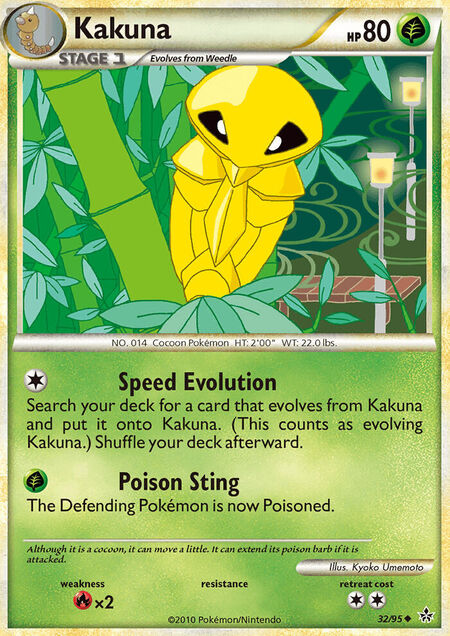 Kakuna
HP 80
STAGE 1
Evolves from Weedle
NO. 014 Cocoon Pokémon HT: 2'00" WT: 22.0 lbs.
Speed Evolution
Search your deck for a card that evolves from Kakuna
and put it onto Kakuna. (This counts as evolving
Kakuna.) Shuffle your deck afterward.
Poison Sting
The Defending Pokémon is now Poisoned.
Although it is a cocoon, it can move a little. It can extend its poison barb if it is
attacked.
Illus. Kyoko Umemoto
weakness
resistance
retreat cost
×2
©2010 Pokémon/Nintendo
32/95